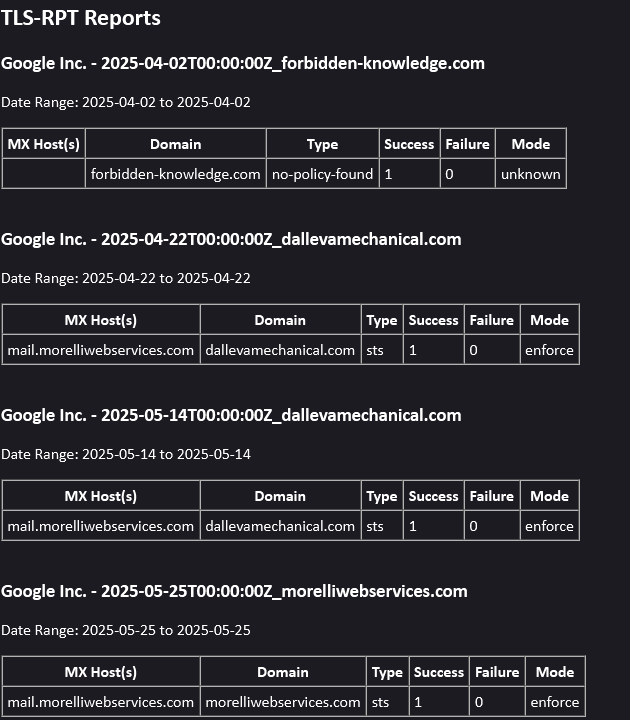 TLS-RPT Reports
Google Inc. - 2025-04-02T00:00:00Z_forbidden-knowledge.com
Date Range: 2025-04-02 to 2025-04-02
MX Host(s) Domain Type Success Failure Mode
forbidden-knowledge.com no-policy-found 1 0 unknown
Google Inc. - 2025-04-22T00:00:00Z_dallevamechanical.com
Date Range: 2025-04-22 to 2025-04-22
MX Host(s) Domain Type Success Failure Mode
mail.morelliwebservices.com dallevamechanical.com sts 1 0 enforce
Google Inc. - 2025-05-14T00:00:00Z_dallevamechanical.com
Date Range: 2025-05-14 to 2025-05-14
MX Host(s) Domain Type Success Failure Mode
mail.morelliwebservices.com dallevamechanical.com sts 1 0 enforce
Google Inc. - 2025-05-25T00:00:00Z_morelliwebservices.com
Date Range: 2025-05-25 to 2025-05-25
MX Host(s) Domain Type Success Failure Mode
mail.morelliwebservices.com morelliwebservices.com sts 1 0 enforce